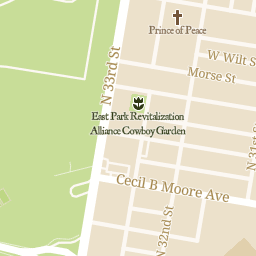 Prince of Peace
W Wilt S
Morse St
N 33rd St
East Park Revitalization
Alliance Cowboy Garden
N 31st S
Cecil B Moore Ave
N 32nd St